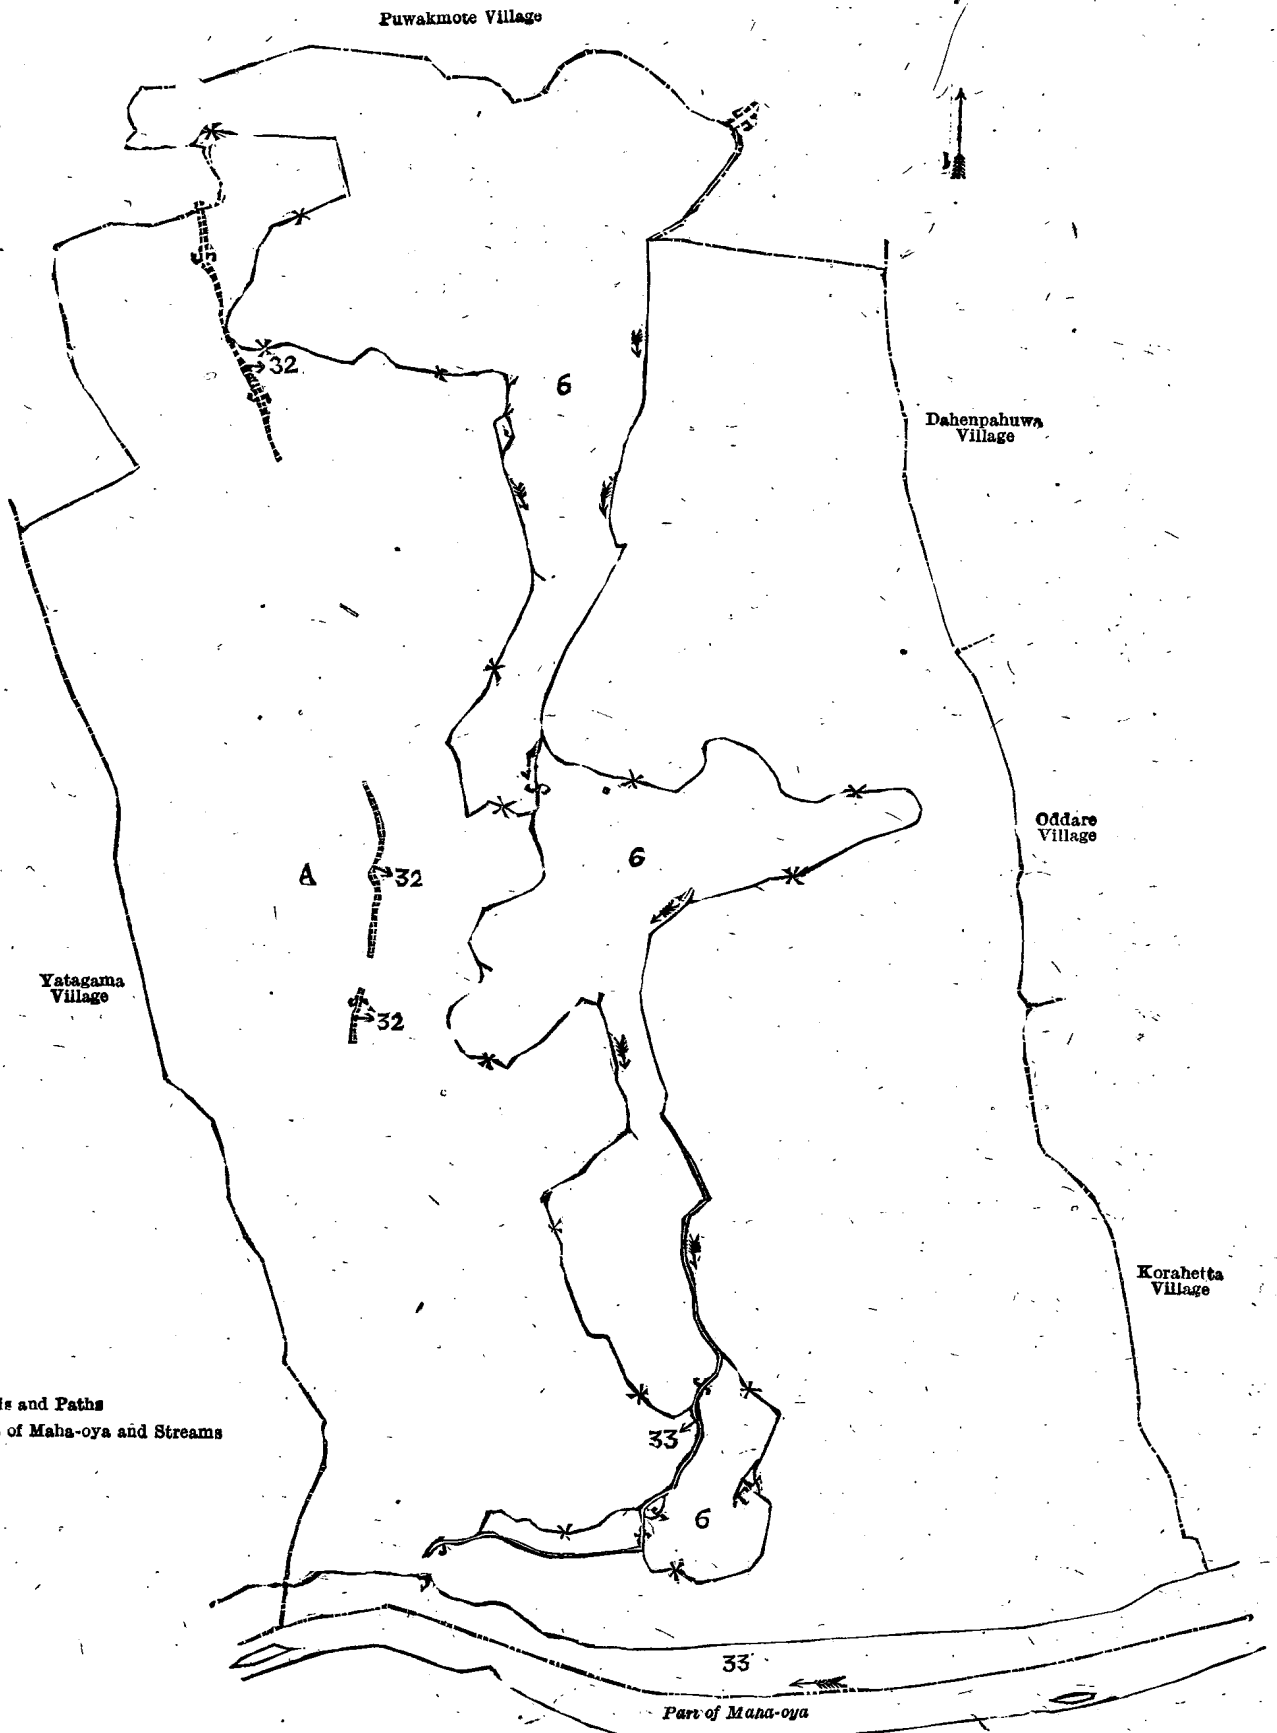 Puwakmote Village
32
6
Dahenpahuwa
Village
Oddare
Village
6
A
32
Yatagama
Village
32
Korahetta
Village
and Paths
of Maha-oya and Streams
33
6
33
Part of Maha-oya